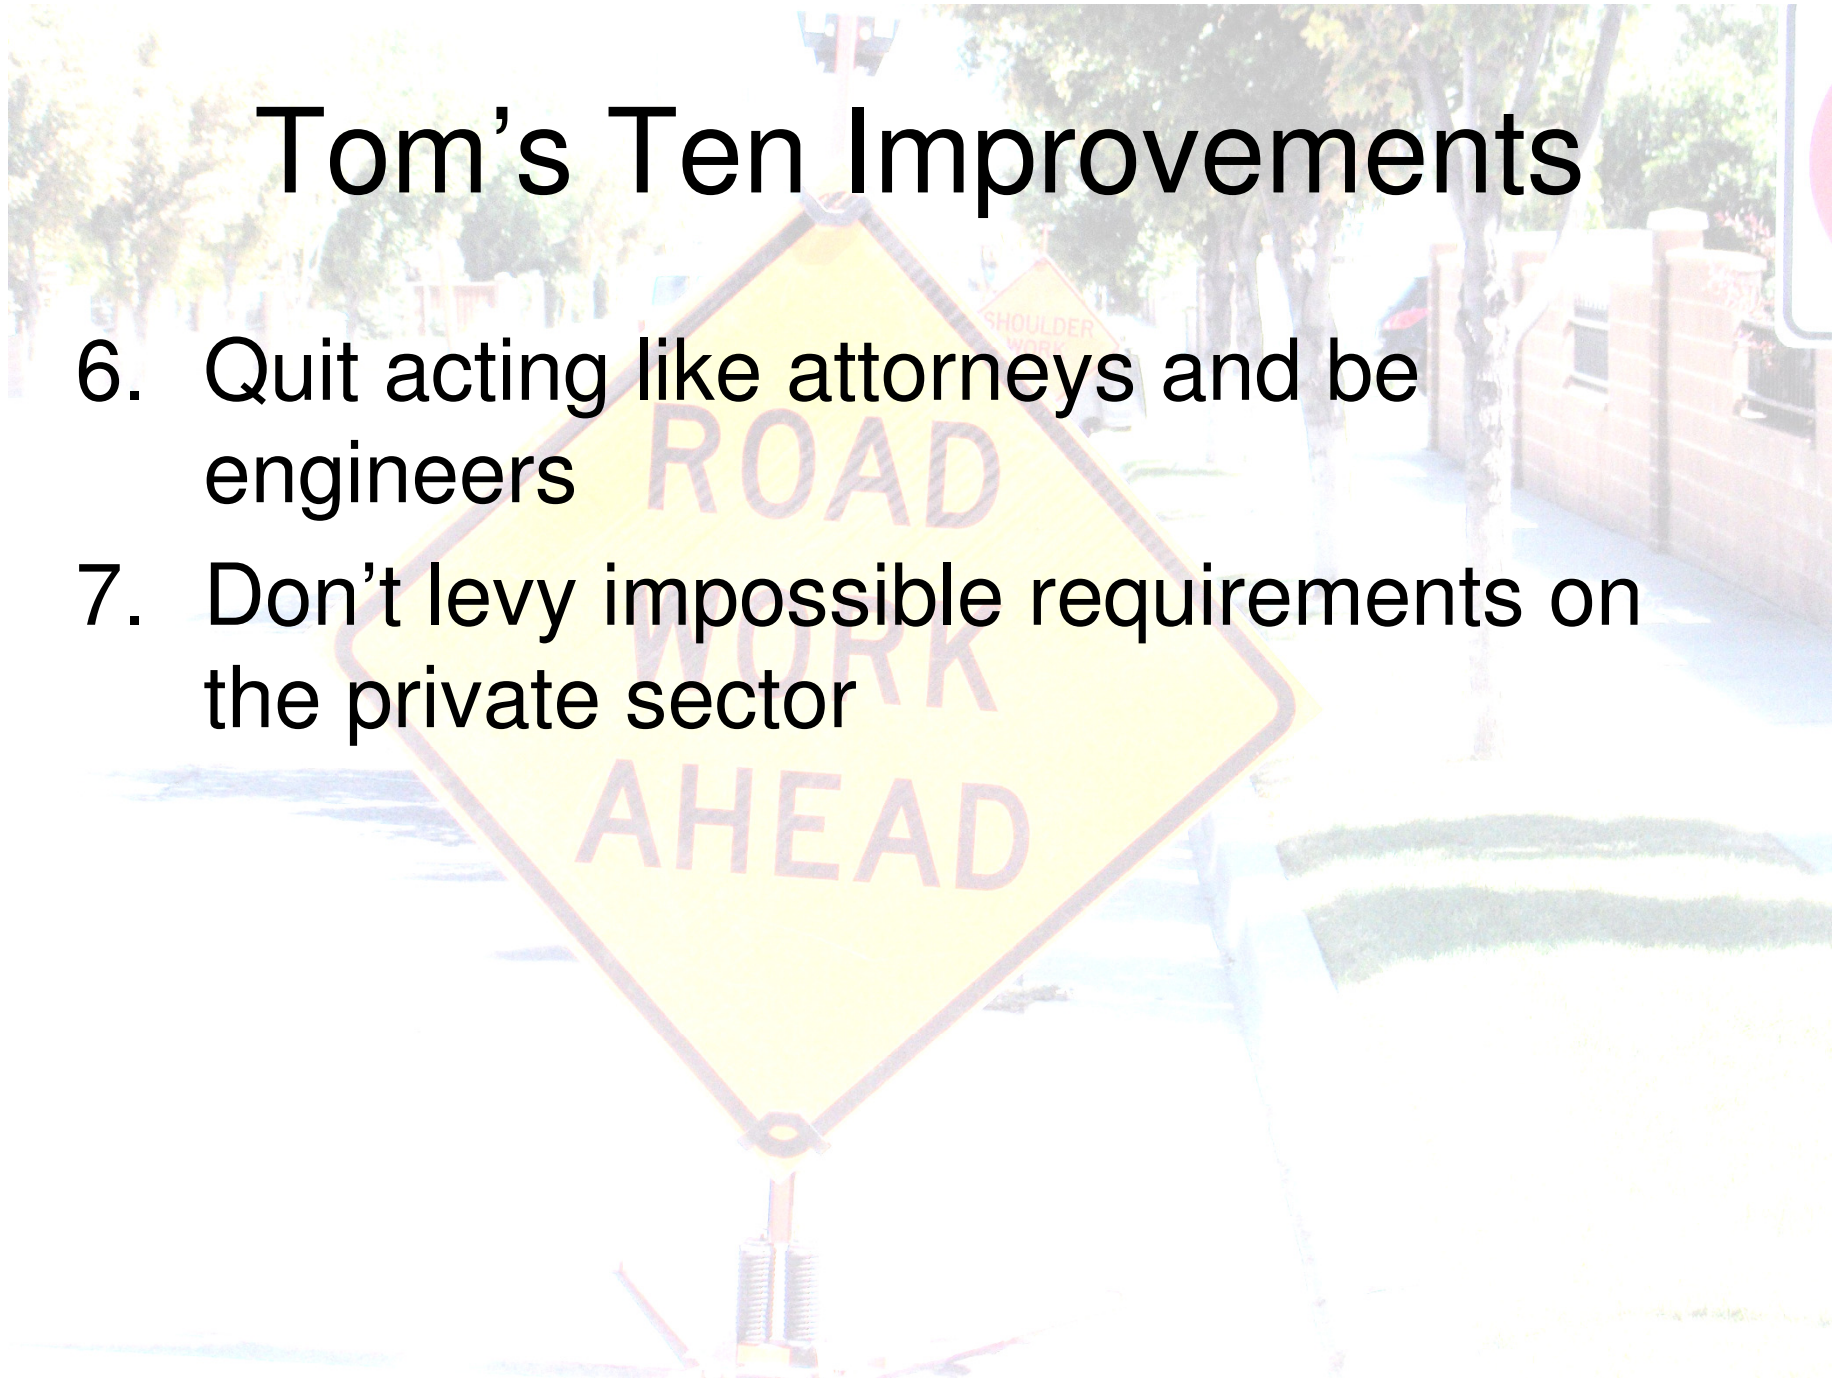 Tom’s Ten Improvements
6. Quit acting like attorneys and be
engineers
7. Don’t levy impossible requirements on
the private sector
SHOULDER
WORK
ROAD
WORK
AHEAD